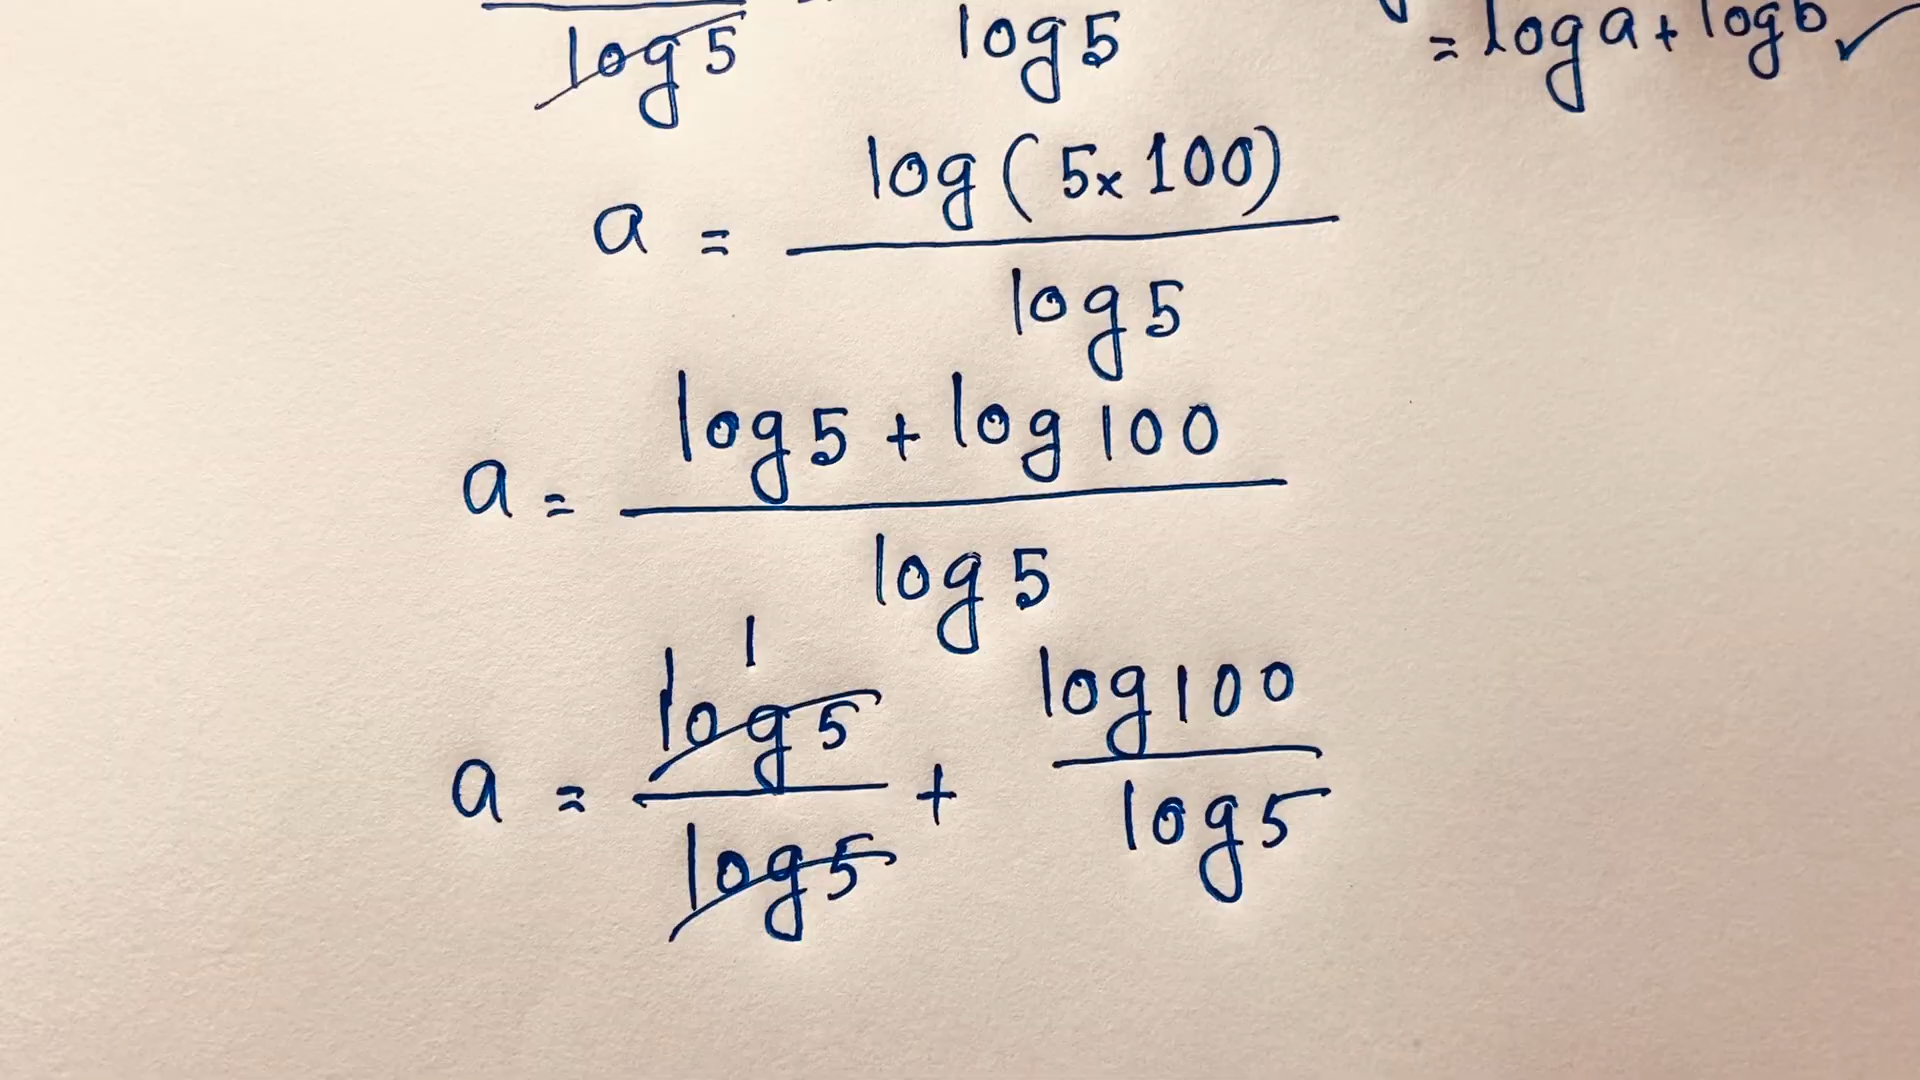 log 5 log 5 = log a + log b ✓
a = log ( 5 x 100)
log 5
a = log 5 + log 100
log 5
1
a = log 5 + log 100
log 5 log 5